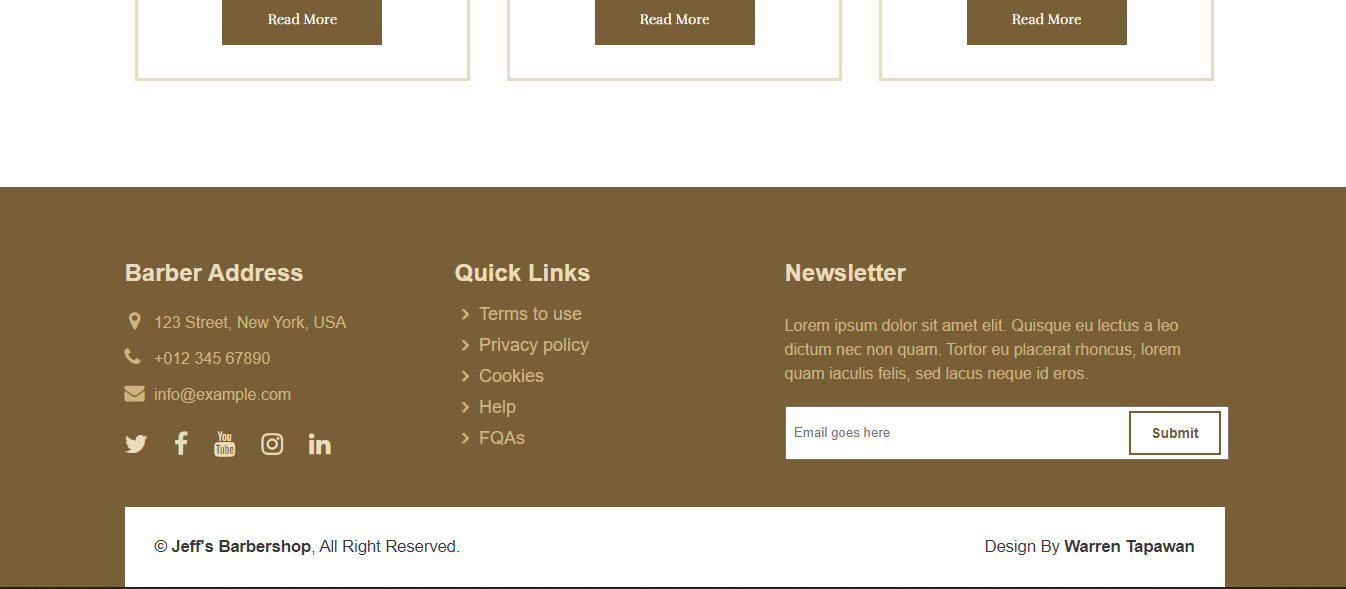 Read More
Read More
Read More
Barber Address
123 Street, New York, USA
+012 345 67890
info@example.com
Quick Links
Terms to use
Privacy policy
Cookies
Help
FQAs
Newsletter
Lorem ipsum dolor sit amet elit. Quisque eu lectus a leo
dictum nec non quam. Tortor eu placerat rhoncus, lorem
quam iaculis felis, sed lacus neque id eros.
Email goes here
Submit
© Jeff's Barbershop, All Right Reserved.
Design By Warren Tapawan